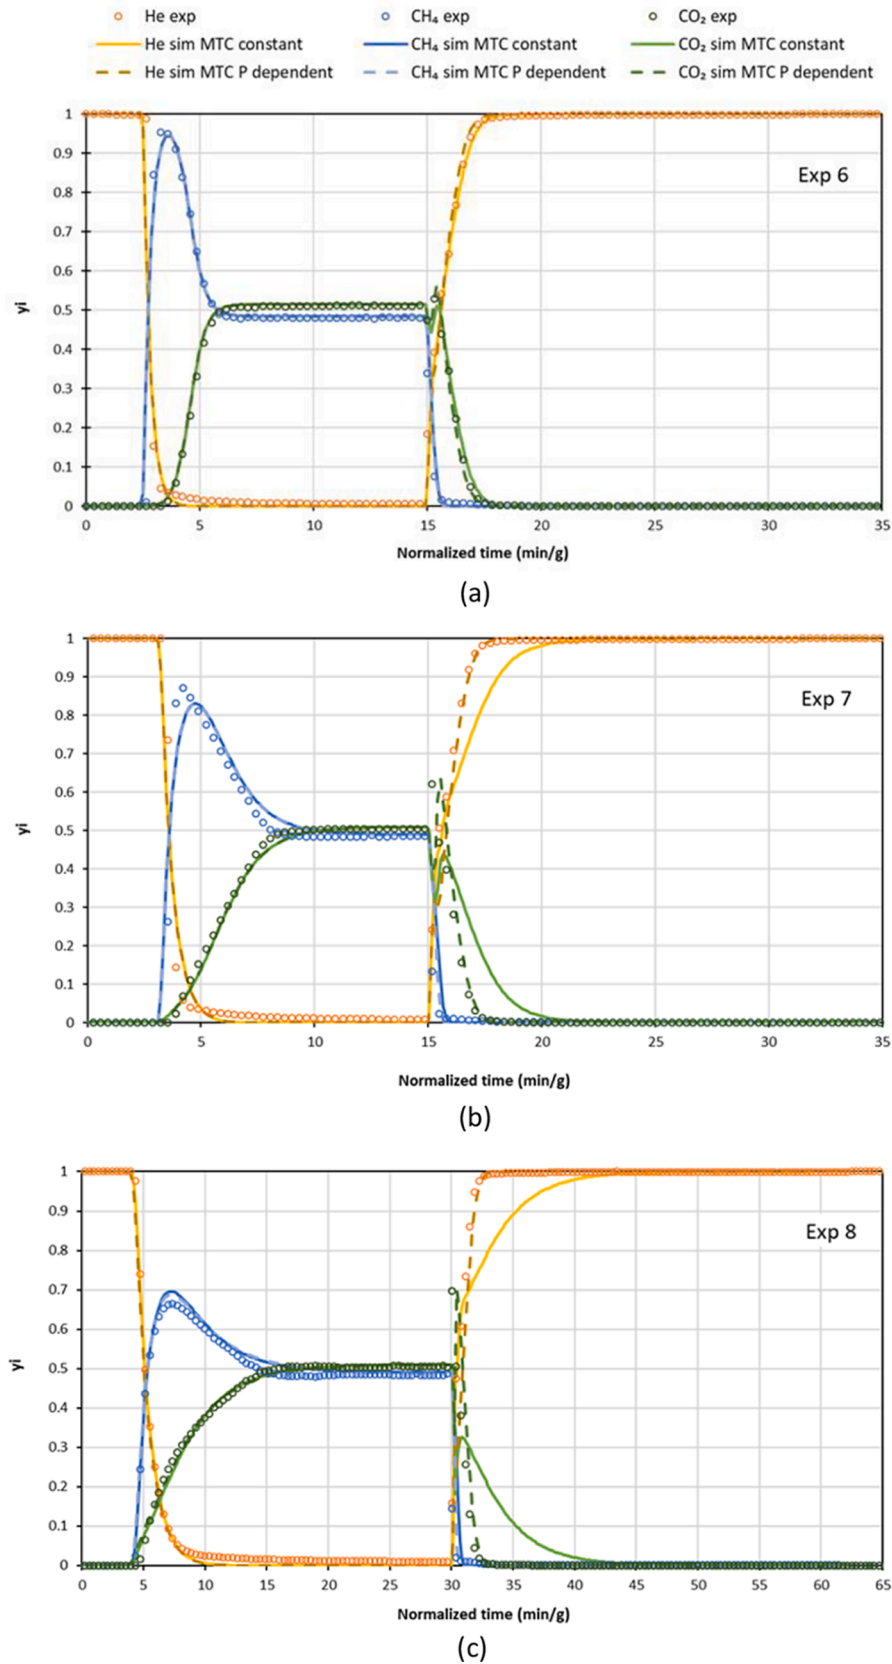 He exp CH₄ exp CO₂ exp
He sim MTC constant CH₄ sim MTC constant CO₂ sim MTC constant
He sim MTC P dependent CH₄ sim MTC P dependent CO₂ sim MTC P dependent
1
0.9
Exp 6
0.8
0.7
0.6
yi
0.5
0.4
0.3
0.2
0.1
0
0 5 10 15 20 25 30 35
Normalized time (min/g)
(a)
1
0.9
Exp 7
0.8
0.7
0.6
yi
0.5
0.4
0.3
0.2
0.1
0
0 5 10 15 20 25 30 35
Normalized time (min/g)
(b)
1
0.9
Exp 8
0.8
0.7
0.6
yi
0.5
0.4
0.3
0.2
0.1
0
0 5 10 15 20 25 30 35 40 45 50 55 60 65
Normalized time (min/g)
(c)